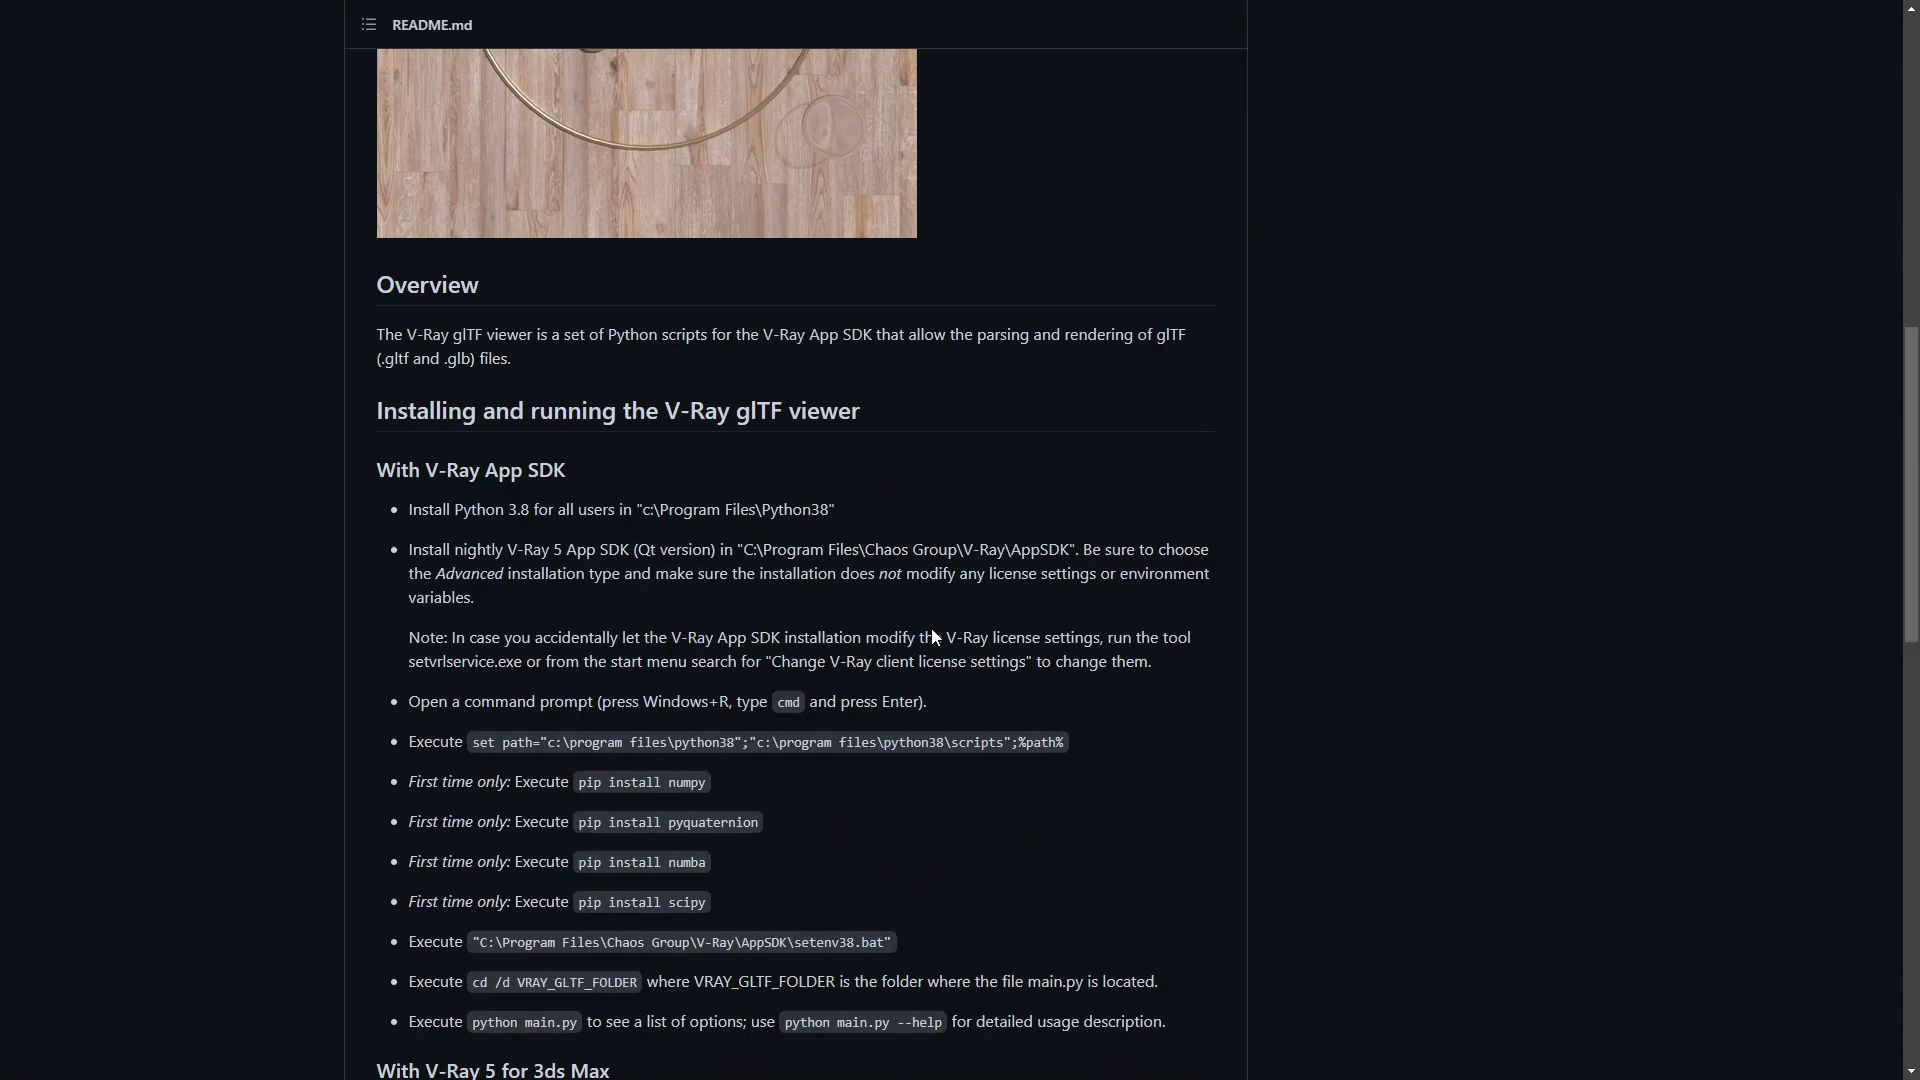 README.md
Overview
The V-Ray glTF viewer is a set of Python scripts for the V-Ray App SDK that allow the parsing and rendering of glTF
(.gltf and .glb) files.
Installing and running the V-Ray glTF viewer
With V-Ray App SDK
Install Python 3.8 for all users in "c:\Program Files\Python38"
Install nightly V-Ray 5 App SDK (Qt version) in "C:\Program Files\Chaos Group\V-Ray\AppSDK". Be sure to choose
the Advanced installation type and make sure the installation does not modify any license settings or environment
variables.
Note: In case you accidentally let the V-Ray App SDK installation modify the V-Ray license settings, run the tool
setvrlservice.exe or from the start menu search for "Change V-Ray client license settings" to change them.
Open a command prompt (press Windows+R, type cmd and press Enter).
Execute set path="c:\program files\python38";"c:\program files\python38\scripts";%path%
First time only: Execute pip install numpy
First time only: Execute pip install pyquaternion
First time only: Execute pip install numba
First time only: Execute pip install scipy
Execute "C:\Program Files\Chaos Group\V-Ray\AppSDK\setenv38.bat"
Execute cd /d VRAY_GLTF_FOLDER where VRAY_GLTF_FOLDER is the folder where the file main.py is located.
Execute python main.py to see a list of options; use python main.py --help for detailed usage description.
With V-Ray 5 for 3ds Max